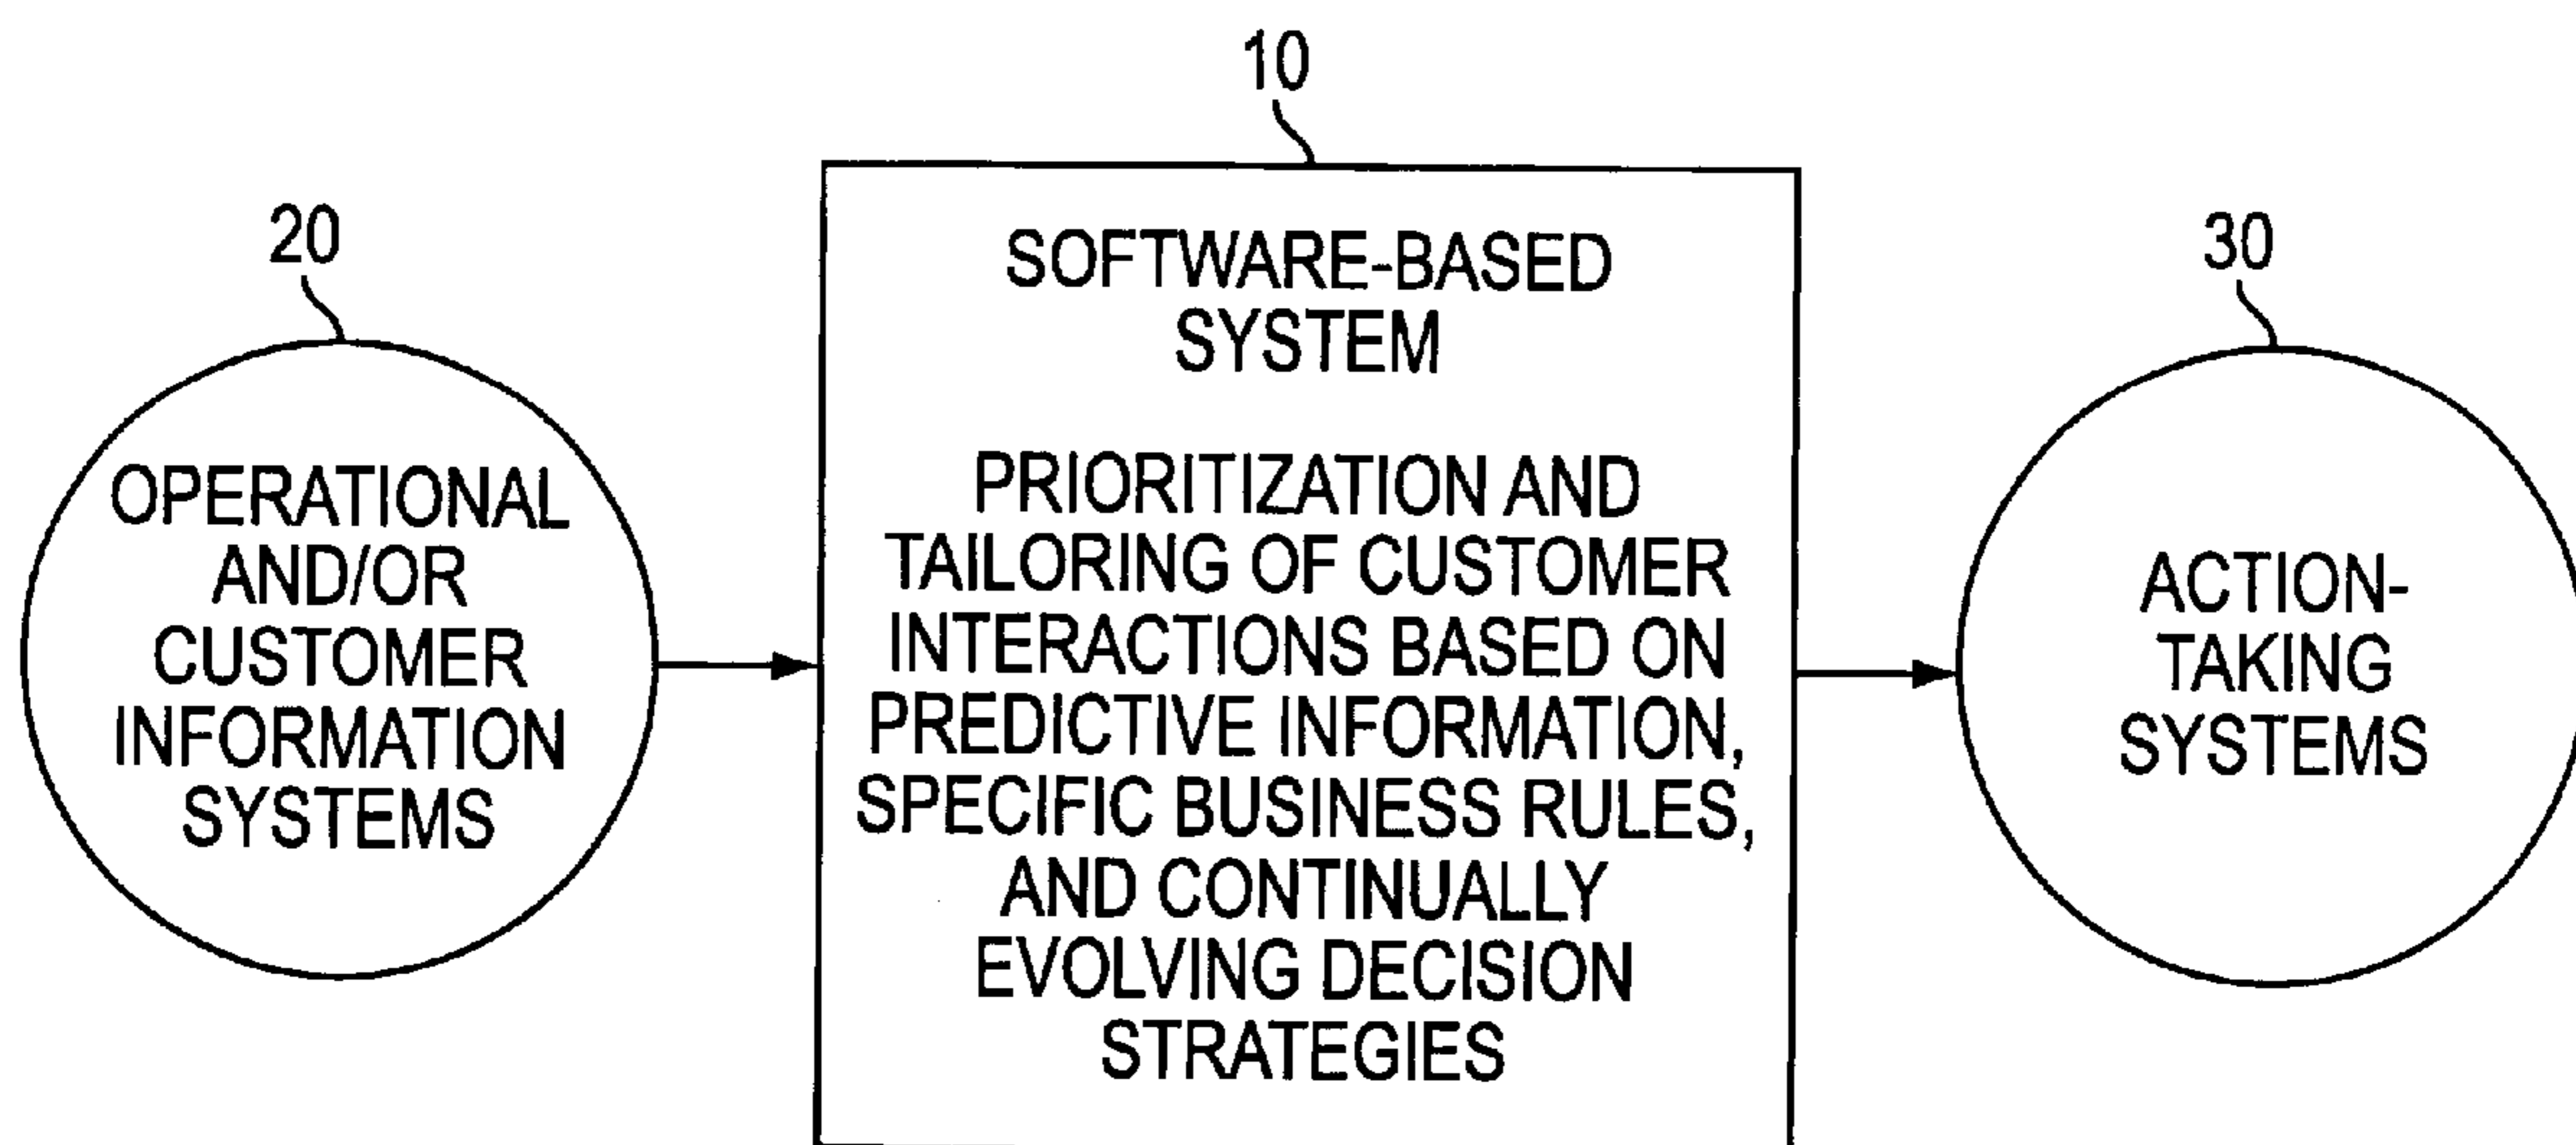 10
20
30
OPERATIONAL
AND/OR
CUSTOMER
INFORMATION
SYSTEMS
SOFTWARE-BASED
SYSTEM
PRIORITIZATION AND
TAILORING OF CUSTOMER
INTERACTIONS BASED ON
PREDICTIVE INFORMATION,
SPECIFIC BUSINESS RULES,
AND CONTINUALLY
EVOLVING DECISION
STRATEGIES
ACTION-
TAKING
SYSTEMS